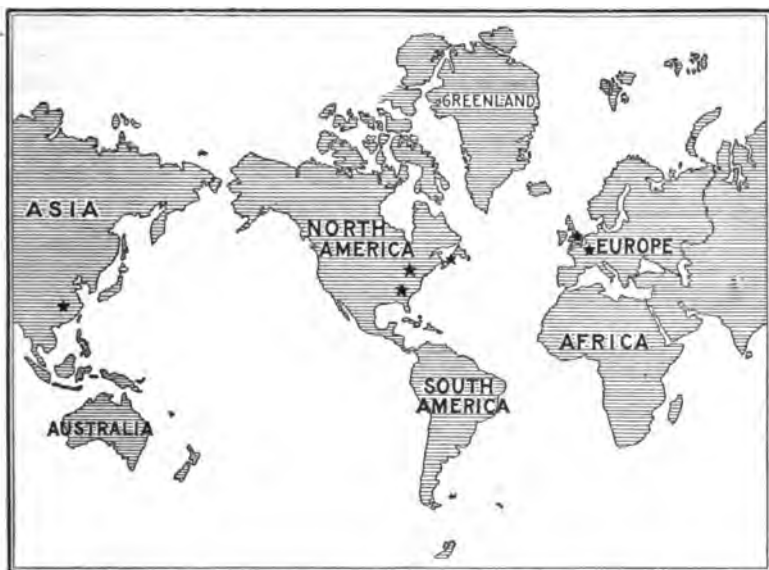 GREENLAND
ASIA
NORTH
AMERICA
EUROPE
AFRICA
SOUTH
AMERICA
AUSTRALIA